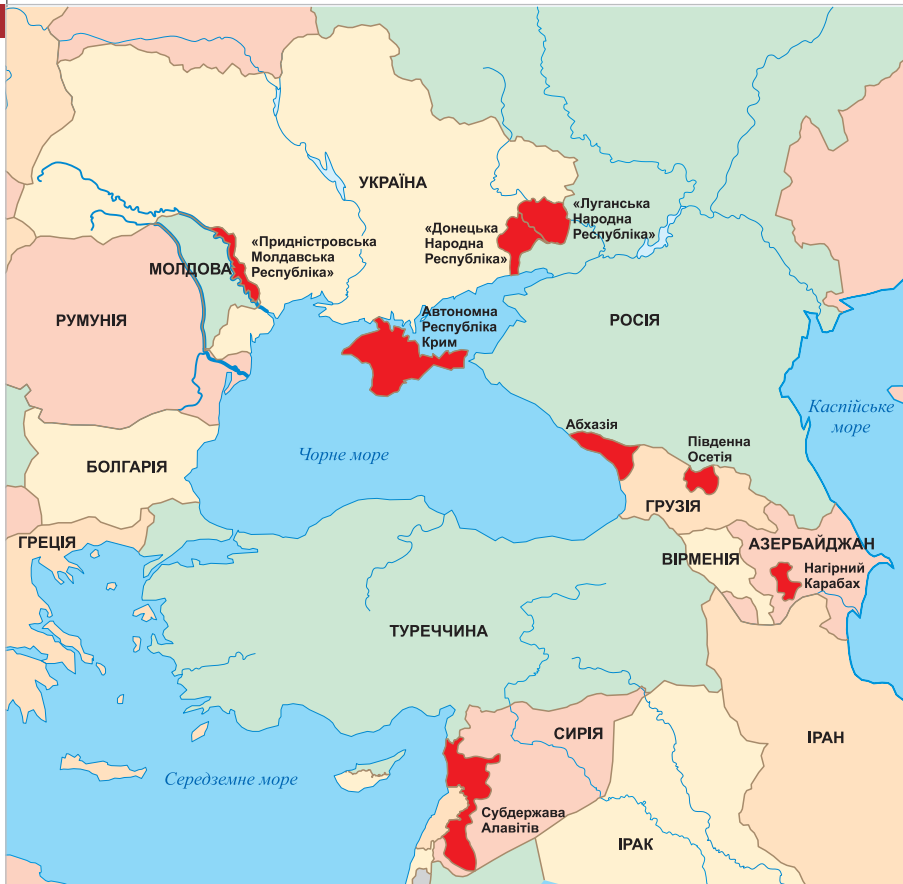 УКРАЇНА
«Луганська
Народна
Республіка»
«Донецька
Народна
Республіка»
«Придністровська
Молдавська
Республіка»
МОЛДОВА
РУМУНІЯ
Автономна
Республіка
Крим
РОСІЯ
Каспійське
море
Абхазія
Південна
Осетія
Чорне море
БОЛГАРІЯ
ГРУЗІЯ
ГРЕЦІЯ
ВІРМЕНІЯ
АЗЕРБАЙДЖАН
Нагірний
Карабах
ТУРЕЧЧИНА
СИРІЯ
ІРАН
Середземне море
Субдержава
Алавітів
ІРАК